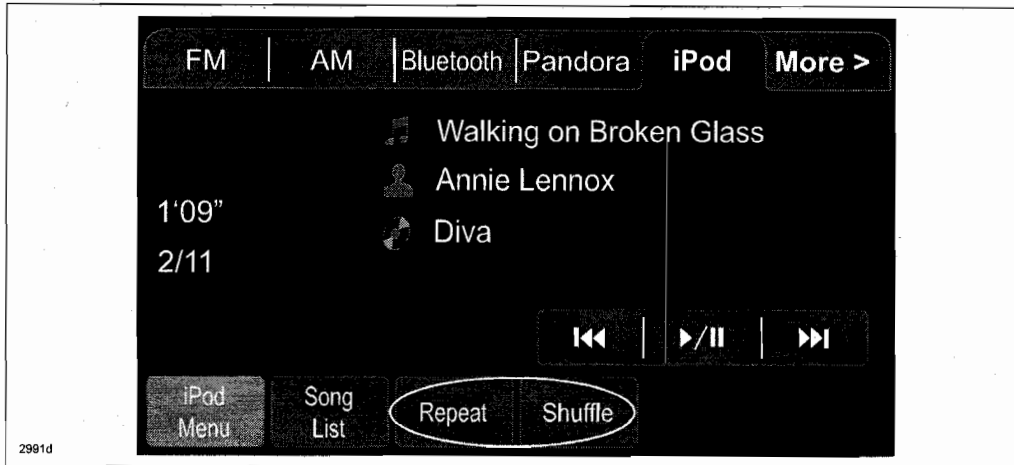 FM AM Bluetooth Pandora iPod More >
Walking on Broken Glass
Annie Lennox
1'09" Diva
2/11
▶/II
iPod Menu
Song List
Repeat Shuffle
2991d